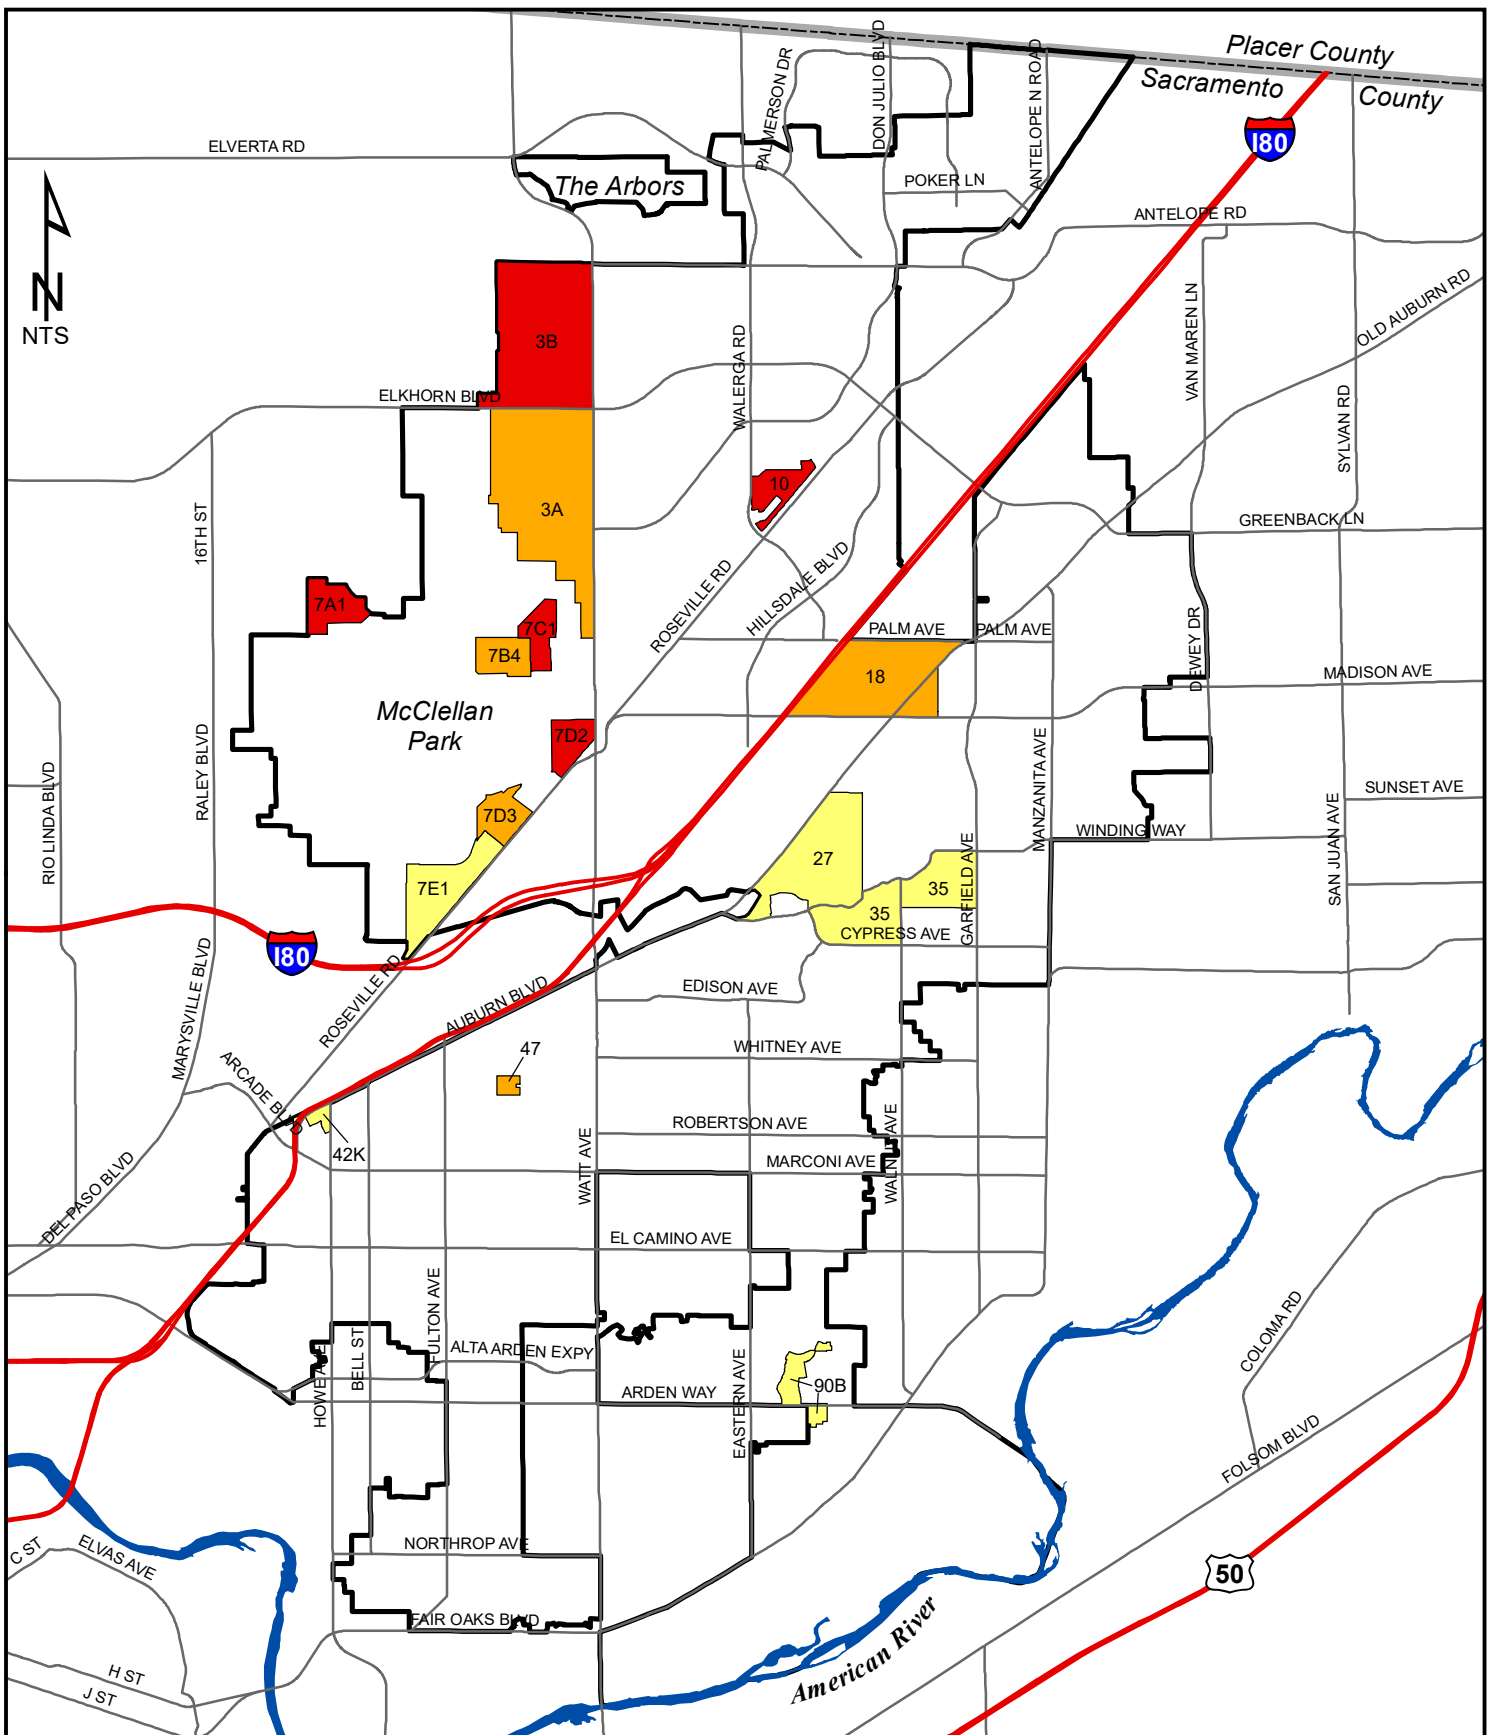 Placer County
Sacramento
County
I80
PALMERSON DR
DON JULIO BLVD
ANTELOPE N ROAD
ELVERTA RD
The Arbors
POKER LN
ANTELOPE RD
N
NTS
3B
WALERGA RD
VAN MAREN LN
OLD AUBURN RD
ELKHORN BLVD
SYLVAN RD
10
3A
16TH ST
GREENBACK LN
ROSEVILLE RD
HILLSDALE BLVD
7A1
7C1
7B4
PALM AVE
PALM AVE
DEWEY DR
18
MADISON AVE
McClellan
Park
7D2
RALEY BLVD
RIO LINDA BLVD
MANZANITA AVE
SUNSET AVE
7D3
WINDING WAY
SAN JUAN AVE
27
GARFIELD AVE
7E1
35
35
CYPRESS AVE
I80
MARYSVILLE BLVD
ROSEVILLE RD
AUBURN BLVD
EDISON AVE
WHITNEY AVE
47
ARCADE BLVD
42K
ROBERTSON AVE
MARCONI AVE
WALNUT AVE
WATT AVE
DEL PASO BLVD
EL CAMINO AVE
FULTON AVE
BELL ST
HOWE AVE
ALTA ARDEN EXPY
ARDEN WAY
EASTERN AVE
90B
COLOMA RD
FOLSOM BLVD
C ST
ELVAS AVE
NORTHROP AVE
50
FAIR OAKS BLVD
American River
H ST
J ST